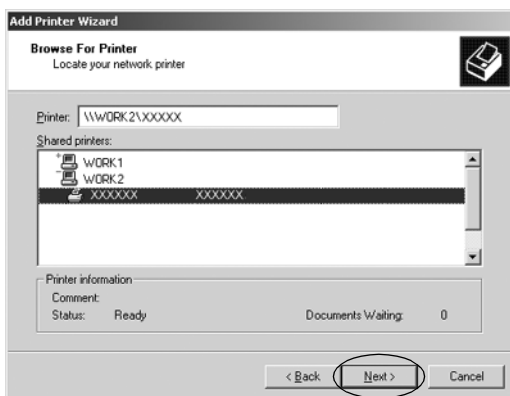 Add Printer Wizard
Browse For Printer
Locate your network printer
Printer: \\WORK2\XXXXX
Shared printers:
WORK1
WORK2
XXXXXX XXXXXX
Printer information
Comment:
Status: Ready Documents Waiting: 0
< Back Next > Cancel